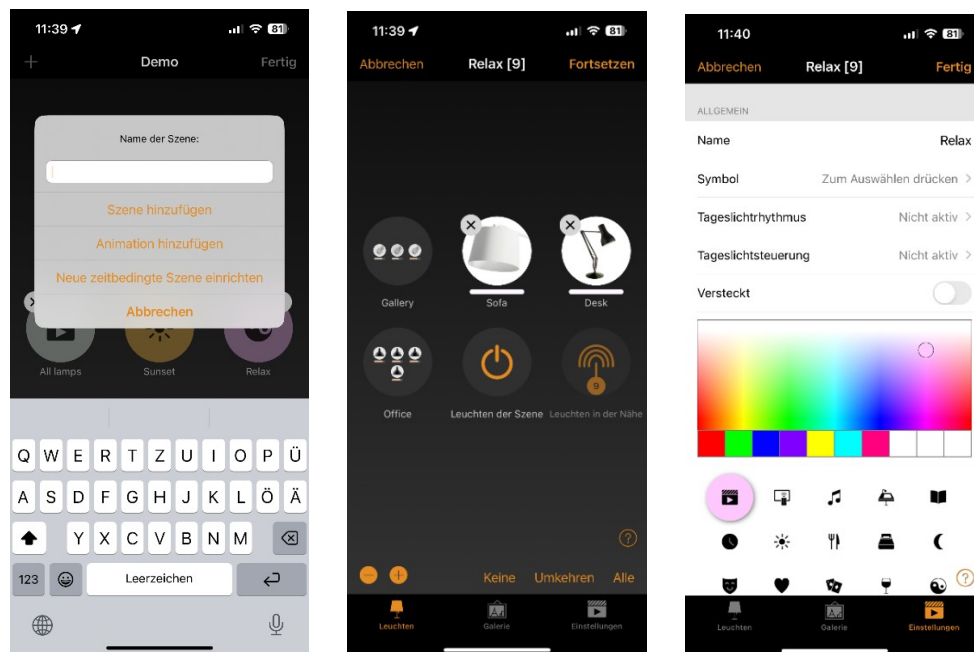 11:39
81
Demo
Fertig
Name der Szene:
Szene hinzufügen
Animation hinzufügen
Neue zeitbedingte Szene einrichten
Abbrechen
All lamps
Sunset
Relax
Q W E R T Z U I O P Ü
A S D F G H J K L Ö Ä
Y X C V B N M
123
Leerzeichen
11:39
81
Abbrechen
Relax [9]
Fortsetzen
Gallery
Sofa
Desk
Office
Leuchten der Szene
Leuchten in der Nähe
9
?
Keine
Umkehren
Alle
Leuchten
Galerie
Einstellungen
11:40
81
Abbrechen
Relax [9]
Fertig
ALLGEMEIN
Name
Relax
Symbol
Zum Auswählen drücken >
Tageslichtrhythmus
Nicht aktiv >
Tageslichtsteuerung
Nicht aktiv >
Versteckt
?
Leuchten
Galerie
Einstellungen